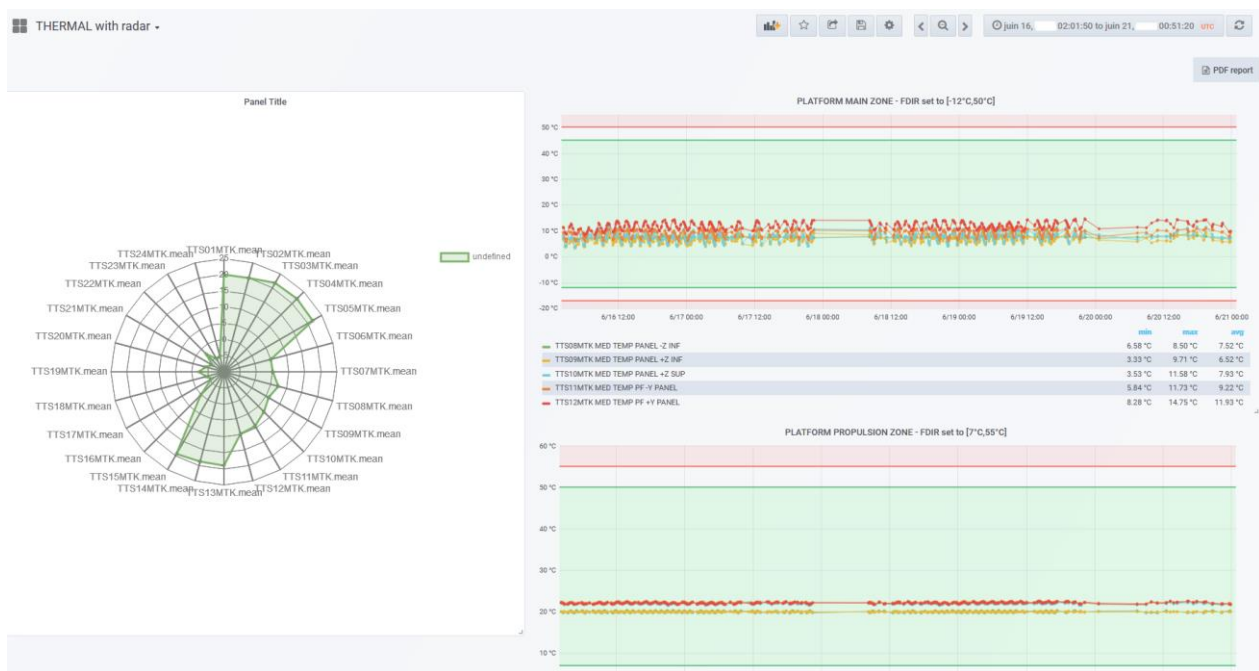 THERMAL with radar
juin 16, 02:01:50 to juin 21, 00:51:20 UTC
PDF report
Panel Title
undefined
TTS01MTK.mean
TTS02MTK.mean
TTS03MTK.mean
TTS04MTK.mean
TTS05MTK.mean
TTS06MTK.mean
TTS07MTK.mean
TTS08MTK.mean
TTS09MTK.mean
TTS10MTK.mean
TTS11MTK.mean
TTS12MTK.mean
TTS13MTK.mean
TTS14MTK.mean
TTS15MTK.mean
TTS16MTK.mean
TTS17MTK.mean
TTS18MTK.mean
TTS19MTK.mean
TTS20MTK.mean
TTS21MTK.mean
TTS22MTK.mean
TTS23MTK.mean
TTS24MTK.mean
25
20
15
10
5
0
PLATFORM MAIN ZONE - FDIR set to [-12°C,50°C]
50 °C
40 °C
30 °C
20 °C
10 °C
0 °C
-10 °C
-20 °C
6/16 12:00 6/17 00:00 6/17 12:00 6/18 00:00 6/18 12:00 6/19 00:00 6/19 12:00 6/20 00:00 6/20 12:00 6/21 00:00
min max avg
TTS08MTK MED TEMP PANEL -Z INF 6.58 °C 8.50 °C 7.52 °C
TTS09MTK MED TEMP PANEL +Z INF 3.33 °C 9.71 °C 6.52 °C
TTS10MTK MED TEMP PANEL +Z SUP 3.53 °C 11.58 °C 7.93 °C
TTS11MTK MED TEMP PF -Y PANEL 5.84 °C 11.73 °C 9.22 °C
TTS12MTK MED TEMP PF +Y PANEL 8.28 °C 14.75 °C 11.93 °C
PLATFORM PROPULSION ZONE - FDIR set to [7°C,55°C]
60 °C
50 °C
40 °C
30 °C
20 °C
10 °C